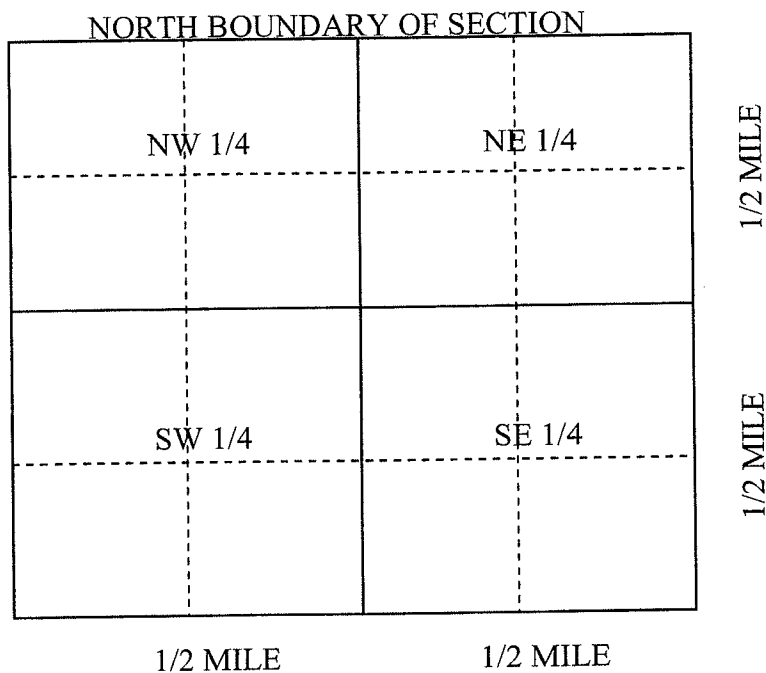 NORTH BOUNDARY OF SECTION
NW 1/4
NE 1/4
1/2 MILE
SW 1/4
SE 1/4
1/2 MILE
1/2 MILE
1/2 MILE